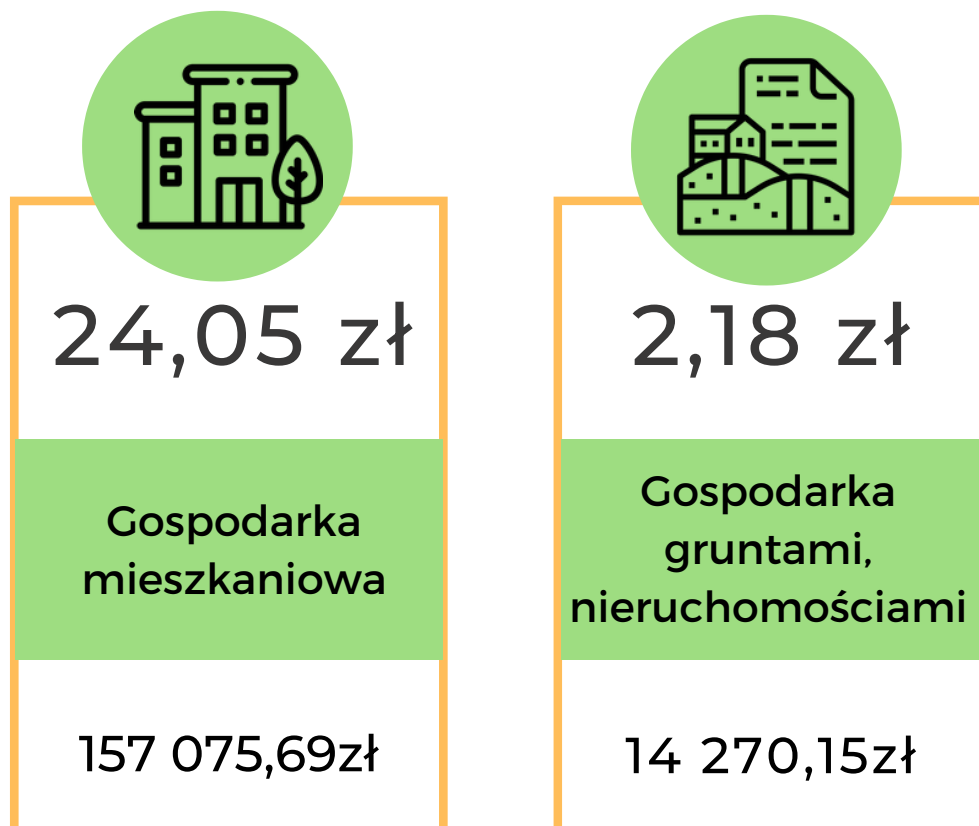 24,05 zł
Gospodarka
mieszkaniowa
157 075,69zł
2,18 zł
Gospodarka
gruntami,
nieruchomościami
14 270,15zł